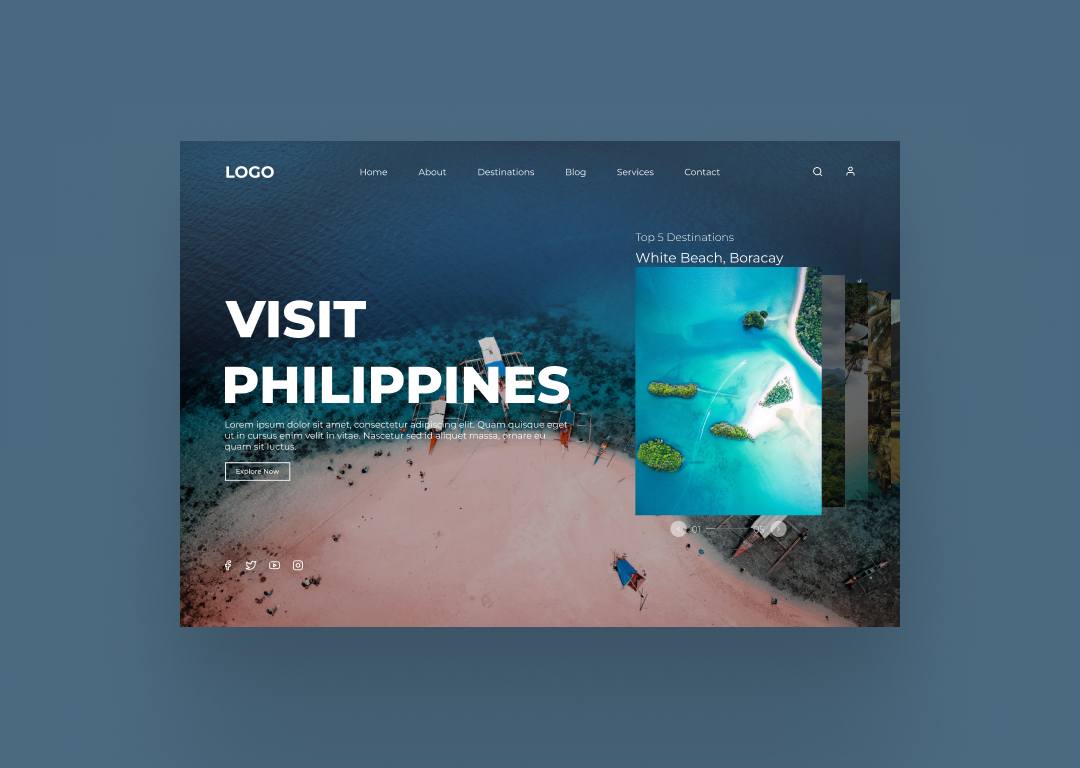 LOGO
Home About Destinations Blog Services Contact
Top 5 Destinations
White Beach, Boracay
VISIT
PHILIPPINES
Lorem ipsum dolor sit amet, consectetur adipiscing elit. Quam quisque eget
ut in cursus enim velit in vitae. Nascetur sed id aliquet massa, ornare eu
quam sit luctus.
Explore Now
01 05